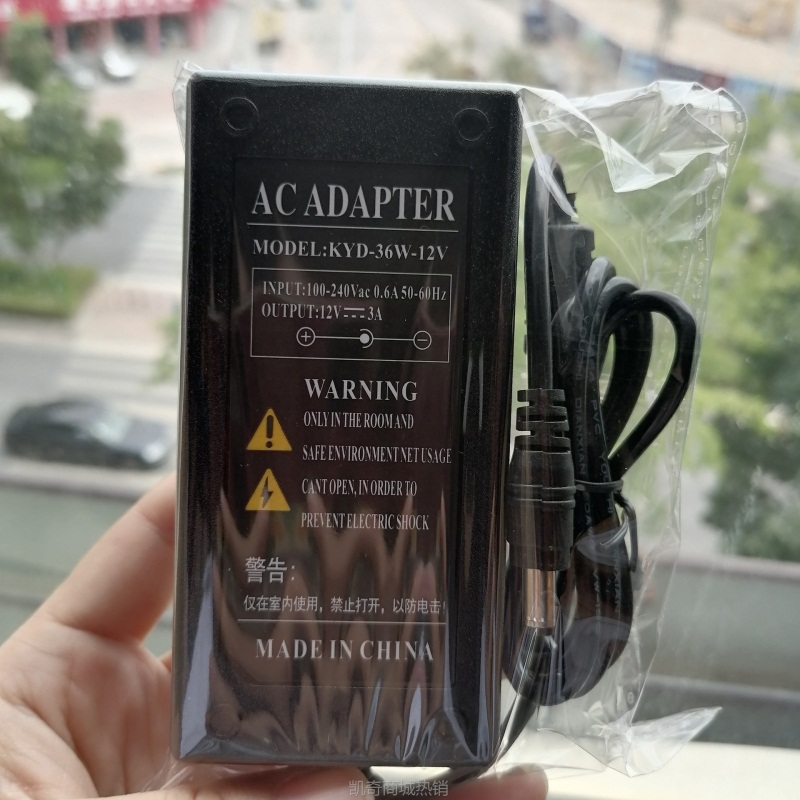 AC ADAPTER
MODEL:KYD-36W-12V
INPUT:100-240Vac 0.6A 50-60Hz
OUTPUT:12V⎓3A
WARNING
ONLY IN THE ROOM AND
SAFE ENVIRONMENT NET USAGE
CANT OPEN, IN ORDER TO
PREVENT ELECTRIC SHOCK
警告:
仅在室内使用，禁止打开，以防电击!
MADE IN CHINA
凯奇商城热销